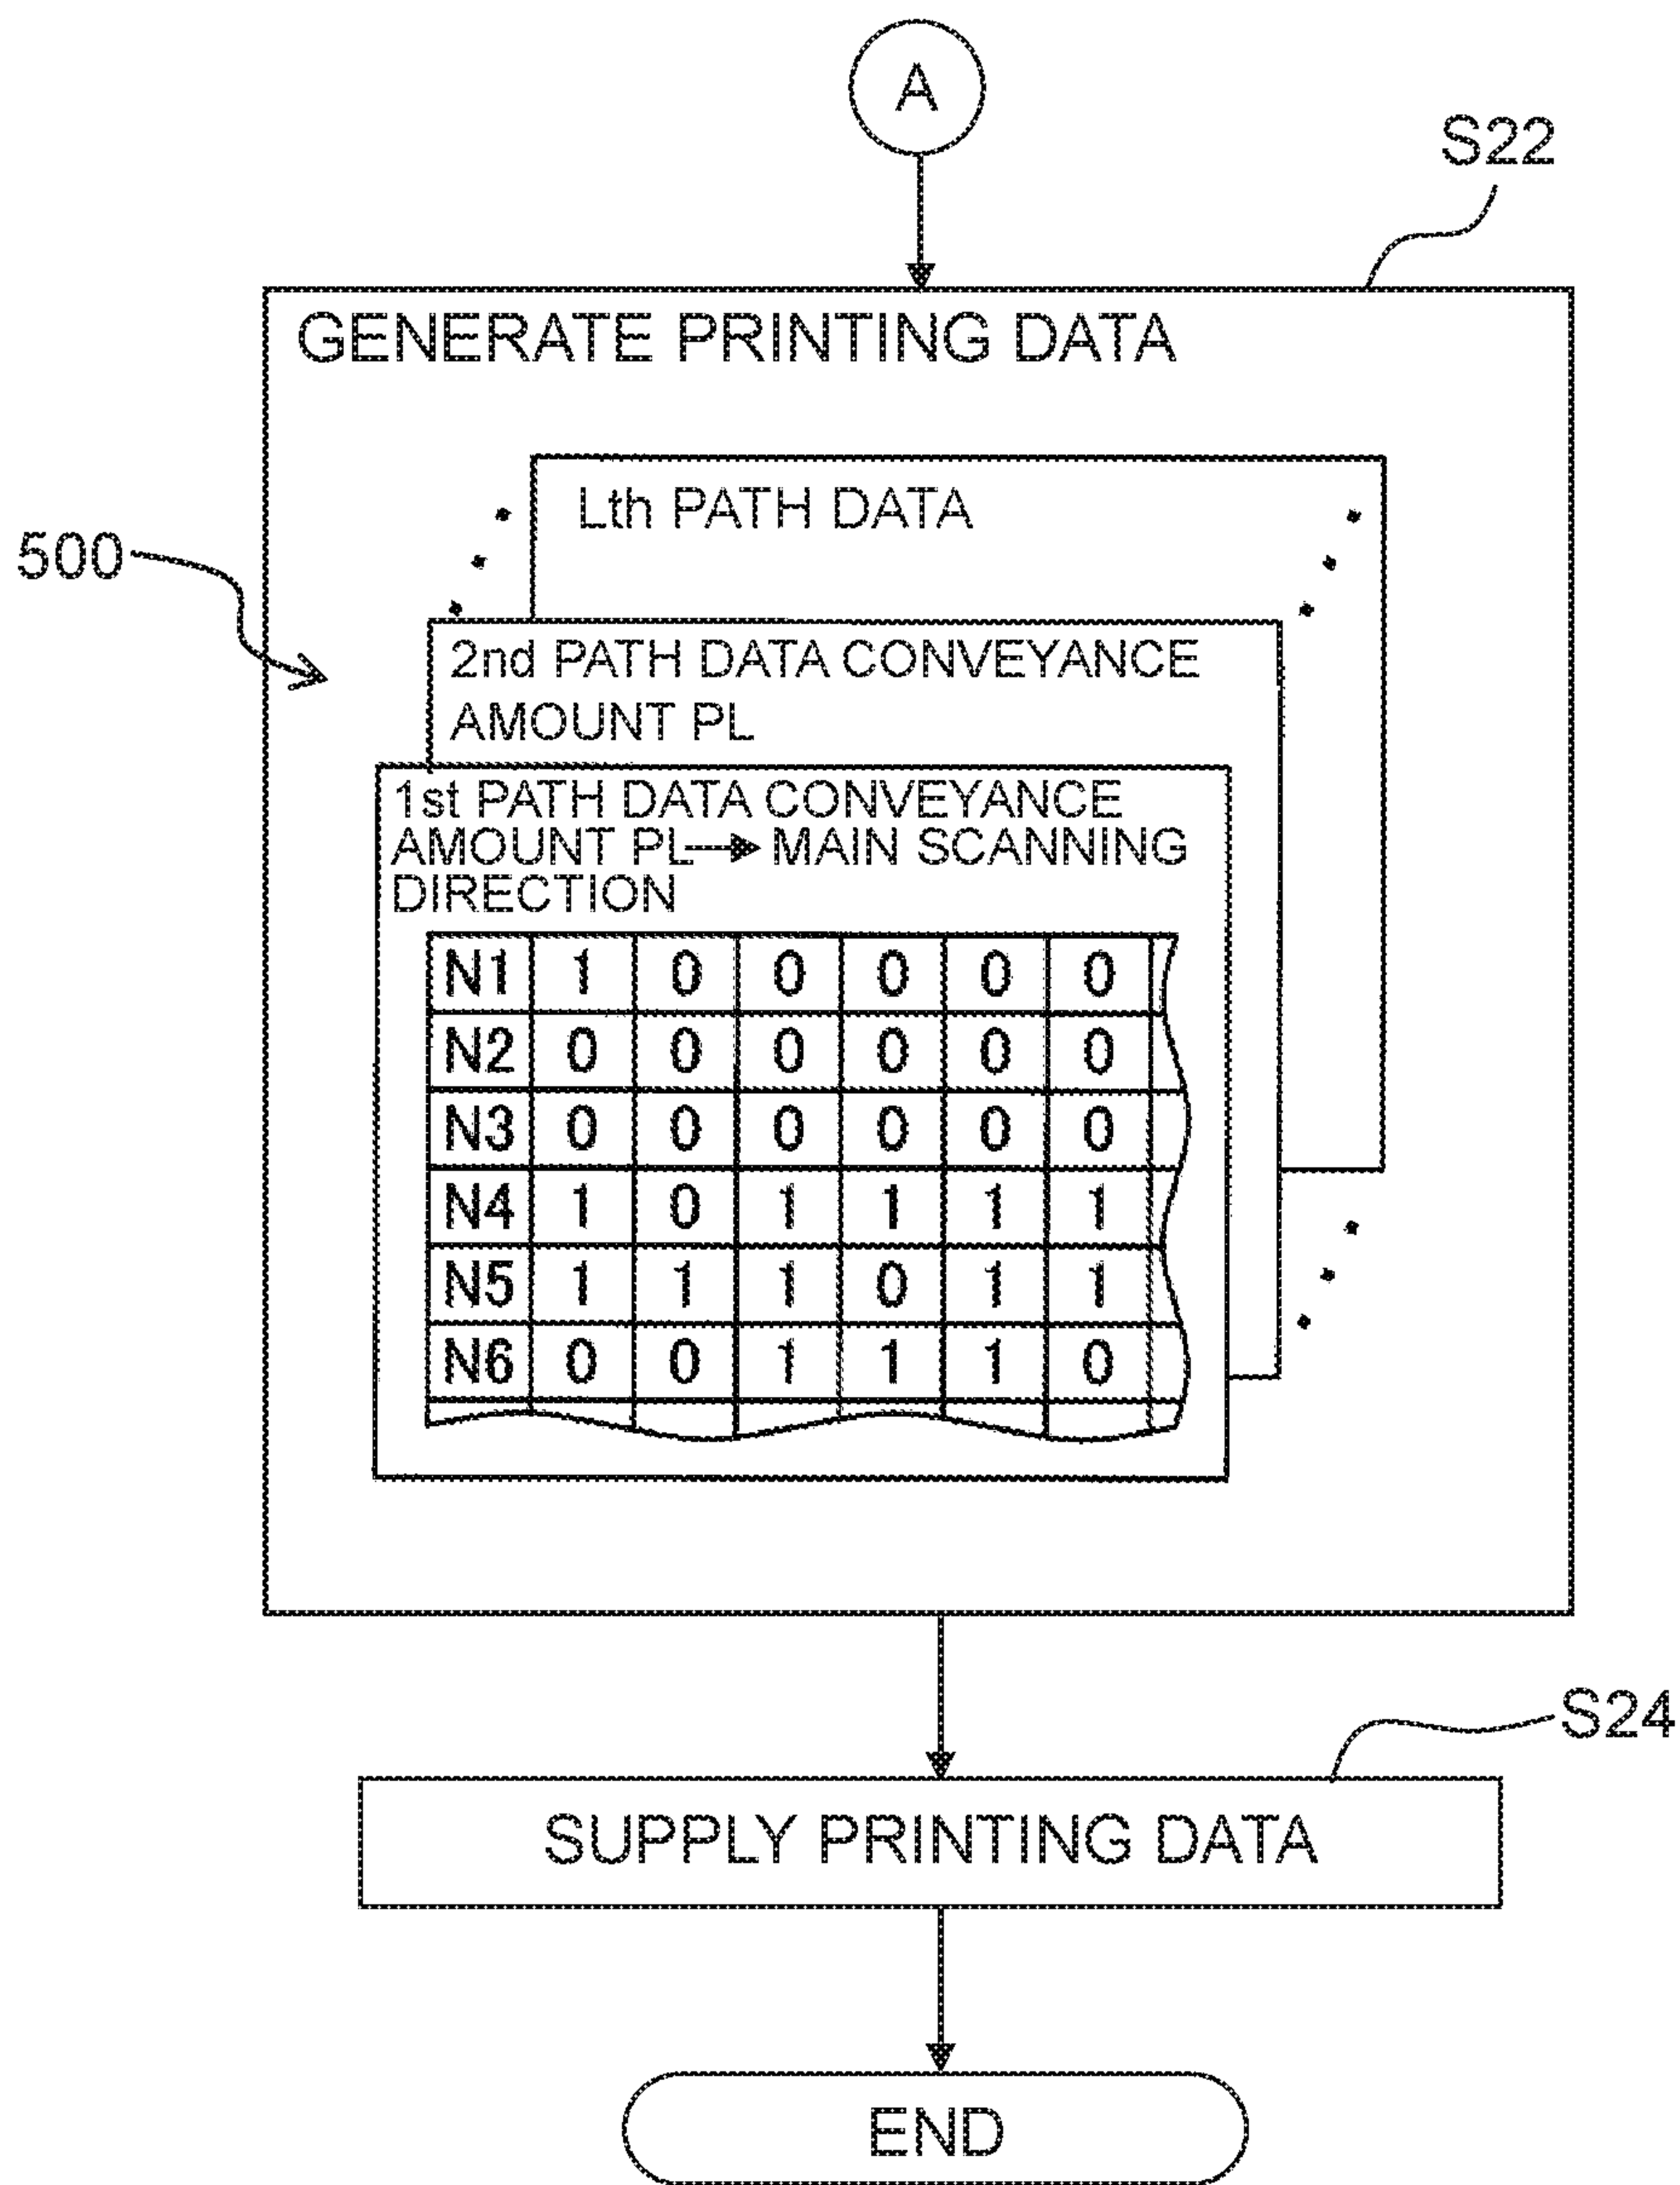 A
S22
GENERATE PRINTING DATA
Lth PATH DATA
500
2nd PATH DATA CONVEYANCE
AMOUNT PL
1st PATH DATA CONVEYANCE
AMOUNT PL → MAIN SCANNING
DIRECTION
N1 1 0 0 0 0 0
N2 0 0 0 0 0 0
N3 0 0 0 0 0 0
N4 1 0 1 1 1 1
N5 1 1 1 0 1 1
N6 0 0 1 1 1 0
S24
SUPPLY PRINTING DATA
END